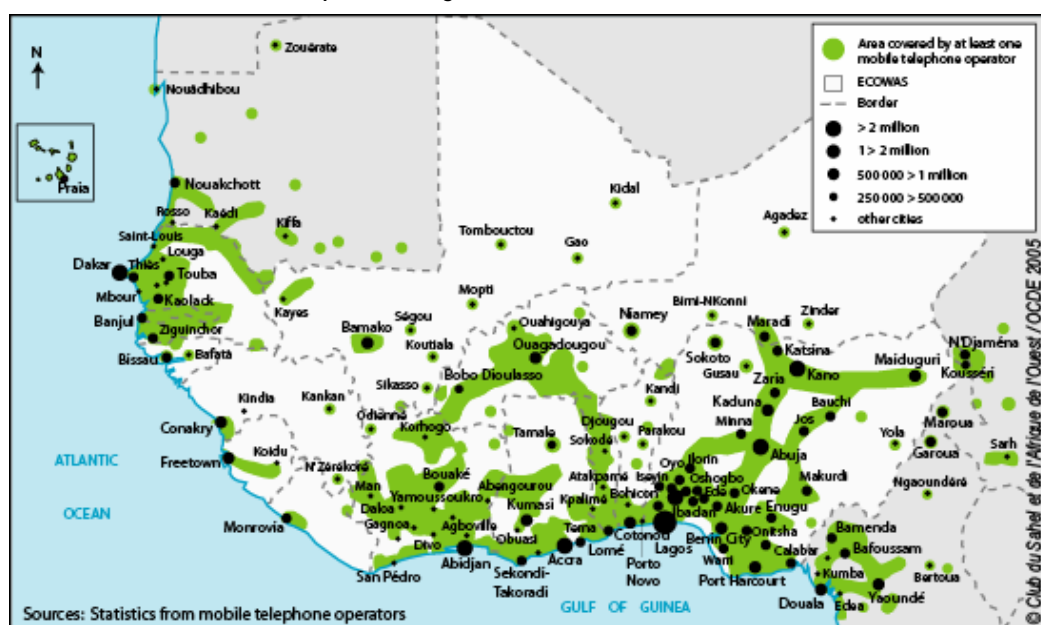 N
Zouérate
Nouâdhibou
Praia
Nouakchott
Rosso
Kaédi
Kiffa
Saint-Louis
Louga
Dakar
Thiès
Touba
Mbour
Kaolack
Banjul
Ziguinchor
Bissau
Bafatá
Kayes
Tombouctou
Kidal
Gao
Agadez
Mopti
Ségou
Bamako
Koutiala
Sikasso
Ouahigouya
Ouagadougou
Bobo Dioulasso
Niamey
Birni-NKonni
Zinder
Maradi
Sokoto
Gusau
Katsina
Kano
Maiduguri
N'Djaména
Kousséri
Zaria
Kaduna
Bauchi
Minna
Jos
Kandi
Maroua
Garoua
Yola
Sarh
Ngaoundéré
Kindia
Kankan
Odiénné
Korhogo
Tamale
Djougou
Sokodé
Parakou
Conakry
Koidu
Freetown
N'Zérékoré
Monrovia
Man
Bouaké
Yamoussoukro
Abengourou
Daloa
Gagnoa
Agboville
Divo
Kumasi
Obuasi
Atakpamé
Kpalimé
Bohicon
Iseyin
Oyo
Ilorin
Oshogbo
Ede
Okene
Abuja
Makurdi
Ibadan
Akure
Enugu
Tema
Lomé
Cotonou
Lagos
Benin City
Onitsha
Warri
Calabar
Bamenda
Bafoussam
San Pédro
Abidjan
Sekondi-
Takoradi
Accra
Porto
Novo
Port Harcourt
Kumba
Douala
Edea
Yaoundé
Bertoua
ATLANTIC
OCEAN
GULF OF GUINEA
Area covered by at least one
mobile telephone operator
ECOWAS
Border
> 2 million
1 > 2 million
500 000 > 1 million
250 000 > 500 000
other cities
Sources: Statistics from mobile telephone operators
© Club du Sahel et de l'Afrique de l'Ouest / OCDE 2005